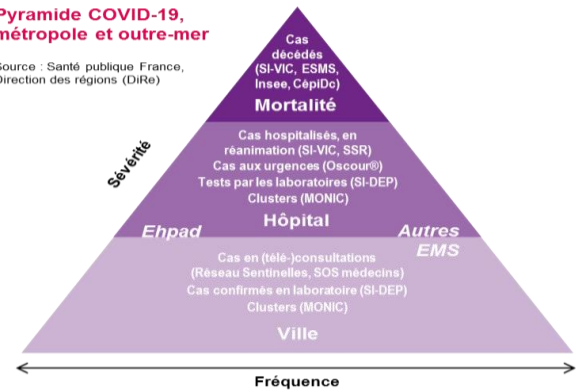 Pyramide COVID-19,
métropole et outre-mer
Source : Santé publique France,
Direction des régions (DiRe)
Cas
décédés
(SI-VIC, ESMS,
Insee, CépiDc)
Mortalité
Sévérité
Cas hospitalisés, en
réanimation (SI-VIC, SSR)
Cas aux urgences (Oscour®)
Tests par les laboratoires (SI-DEP)
Clusters (MONIC)
Hôpital
Ehpad
Autres
EMS
Cas en (télé-)consultations
(Réseau Sentinelles, SOS médecins)
Cas confirmés en laboratoire (SI-DEP)
Clusters (MONIC)
Ville
Fréquence